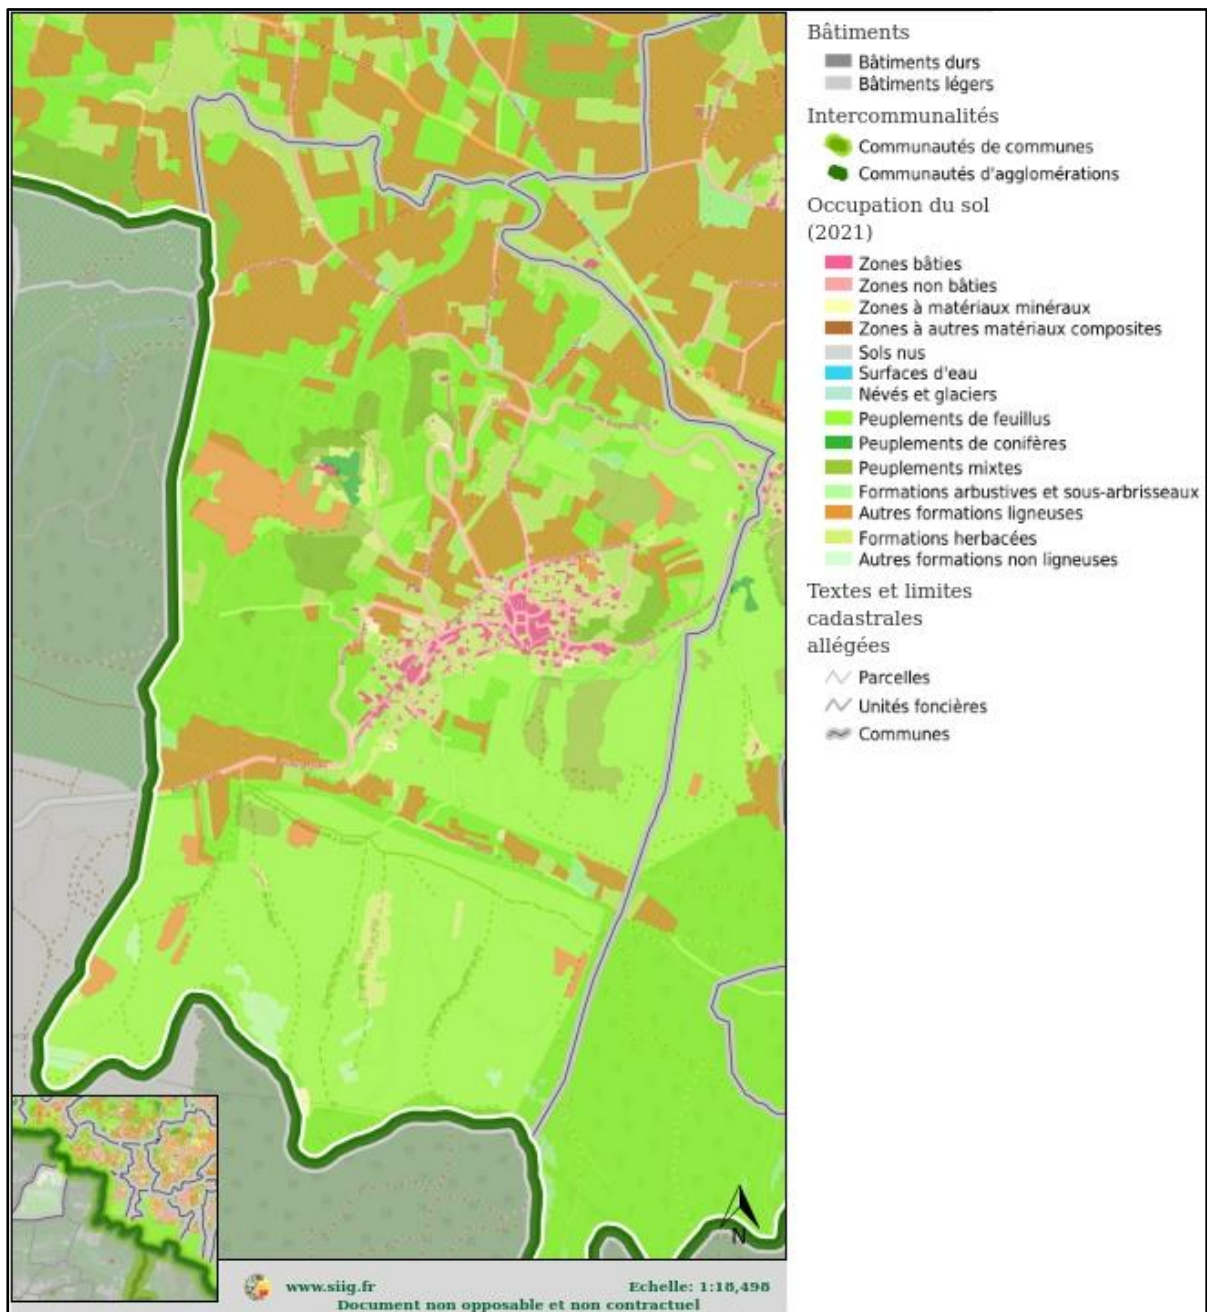 Bâtiments
Bâtiments durs
Bâtiments légers
Intercommunalités
Communautés de communes
Communautés d'agglomérations
Occupation du sol
(2021)
Zones bâties
Zones non bâties
Zones à matériaux minéraux
Zones à autres matériaux composites
Sols nus
Surfaces d'eau
Névés et glaciers
Peuplements de feuillus
Peuplements de conifères
Peuplements mixtes
Formations arbustives et sous-arbrisseaux
Autres formations ligneuses
Formations herbacées
Autres formations non ligneuses
Textes et limites
cadastrales
allégées
Parcelles
Unités foncières
Communes
N
www.siig.fr Echelle: 1:18,498
Document non opposable et non contractuel